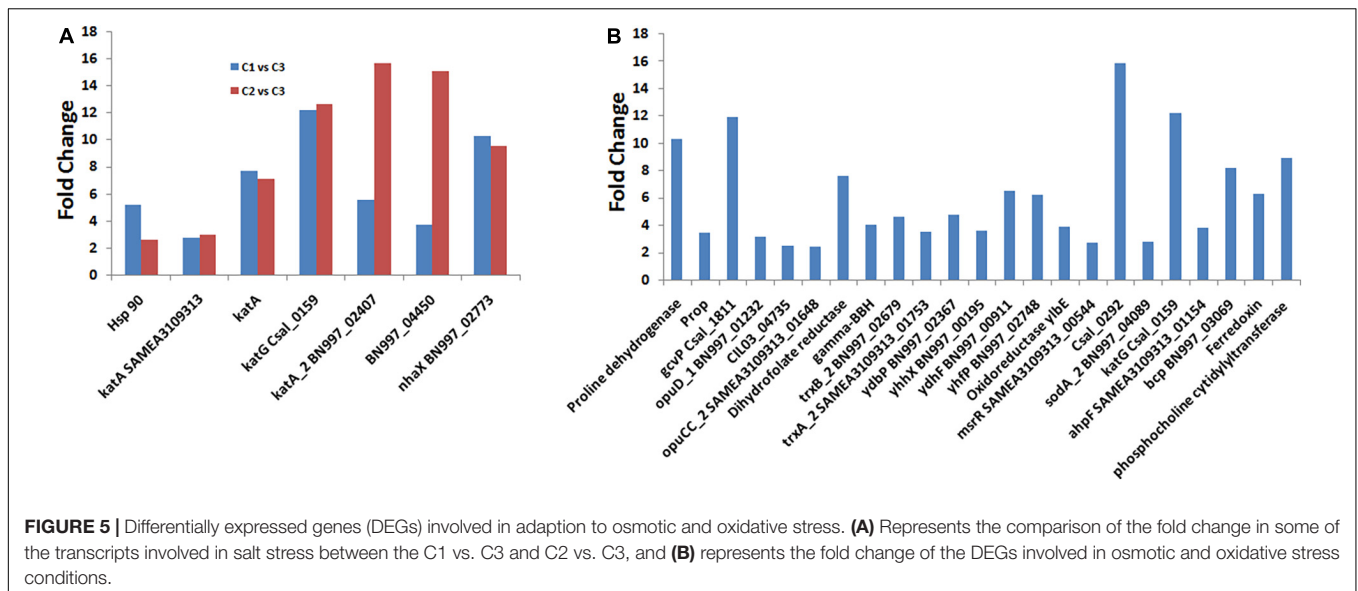 A
18
16
14
12
10
8
6
4
2
0
Fold Change
C1 vs C3
C2 vs C3
Hsp 90
katA SAMEA3109313
katA
katG Csal_0159
katA_2 BN997_02407
BN997_04450
nhaX BN997_02773
B
18
16
14
12
10
8
6
4
2
0
Fold Change
Proline dehydrogenase
Prop
gcvP Csal_1811
opuD_1 BN997_01232
CIL03_04735
opuCC_2 SAMEA3109313_01648
Dihydrofolate reductase
gamma-BBH
trxB_2 BN997_02679
trxA_2 SAMEA3109313_01753
ydbP BN997_02367
yhhX BN997_00195
ydhF BN997_00911
yhfP BN997_02748
Oxidoreductase ylbE
msrR SAMEA3109313_00544
Csal_0292
sodA_2 BN997_04089
katG Csal_0159
ahpF SAMEA3109313_01154
bcp BN997_03069
Ferredoxin
phosphocholine cytidylyltransferase
FIGURE 5 | Differentially expressed genes (DEGs) involved in adaption to osmotic and oxidative stress. (A) Represents the comparison of the fold change in some of
the transcripts involved in salt stress between the C1 vs. C3 and C2 vs. C3, and (B) represents the fold change of the DEGs involved in osmotic and oxidative stress
conditions.